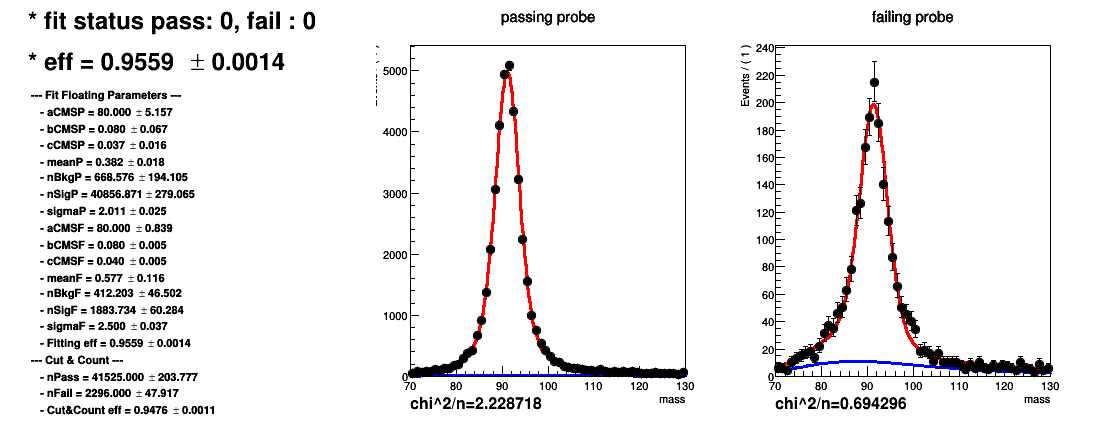 * fit status pass: 0, fail : 0
* eff = 0.9559 ± 0.0014
--- Fit Floating Parameters ---
- aCMSP = 80.000 ± 5.157
- bCMSP = 0.080 ± 0.067
- cCMSP = 0.037 ± 0.016
- meanP = 0.382 ± 0.018
- nBkgP = 668.576 ± 194.105
- nSigP = 40856.871 ± 279.065
- sigmaP = 2.011 ± 0.025
- aCMSF = 80.000 ± 0.839
- bCMSF = 0.080 ± 0.005
- cCMSF = 0.040 ± 0.005
- meanF = 0.577 ± 0.116
- nBkgF = 412.203 ± 46.502
- nSigF = 1883.734 ± 60.284
- sigmaF = 2.500 ± 0.037
- Fitting eff = 0.9559 ± 0.0014
--- Cut & Count ---
- nPass = 41525.000 ± 203.777
- nFail = 2296.000 ± 47.917
- Cut&Count eff = 0.9476 ± 0.0011
passing probe
5000
4000
3000
2000
1000
0
70 80 90 100 110 120 130
mass
chi^2/n=2.228718
failing probe
Events / ( 1 )
240
220
200
180
160
140
120
100
80
60
40
20
0
70 80 90 100 110 120 130
mass
chi^2/n=0.694296